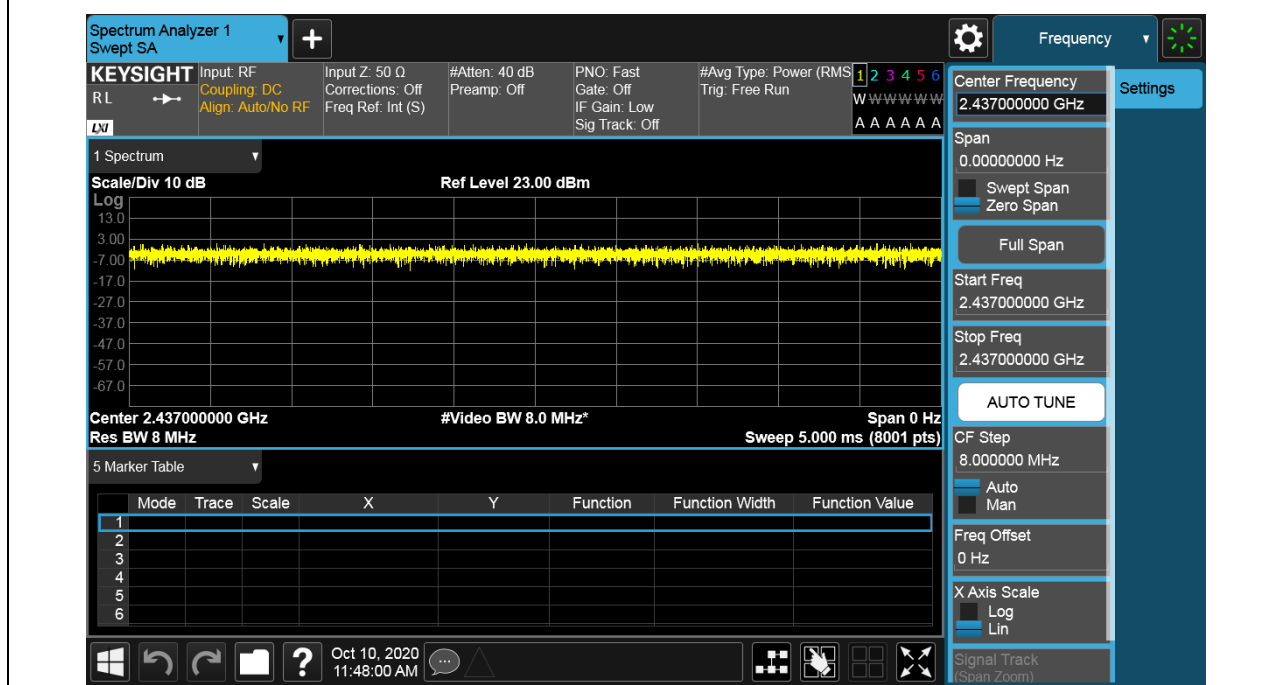 Spectrum Analyzer 1
Swept SA
+
Frequency
KEYSIGHT
R L
LXI
Input: RF
Coupling: DC
Align: Auto/No RF
Input Z: 50 Ω
Corrections: Off
Freq Ref: Int (S)
#Atten: 40 dB
Preamp: Off
PNO: Fast
Gate: Off
IF Gain: Low
Sig Track: Off
#Avg Type: Power (RMS
Trig: Free Run
1 2 3 4 5 6
W W W W W W
A A A A A A
1 Spectrum
Scale/Div 10 dB
Ref Level 23.00 dBm
Log
13.0
3.00
-7.00
-17.0
-27.0
-37.0
-47.0
-57.0
-67.0
Center 2.437000000 GHz
#Video BW 8.0 MHz*
Span 0 Hz
Res BW 8 MHz
Sweep 5.000 ms (8001 pts)
5 Marker Table
Mode Trace Scale X Y Function Function Width Function Value
1
2
3
4
5
6
?
Oct 10, 2020
11:48:00 AM
Center Frequency
2.437000000 GHz
Span
0.00000000 Hz
Swept Span
Zero Span
Full Span
Start Freq
2.437000000 GHz
Stop Freq
2.437000000 GHz
AUTO TUNE
CF Step
8.000000 MHz
Auto
Man
Freq Offset
0 Hz
X Axis Scale
Log
Lin
Signal Track
(Span Zoom)
Settings